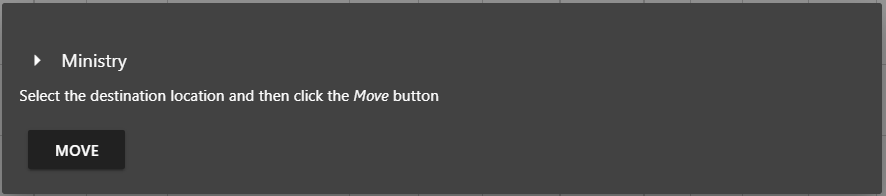 Ministry
Select the destination location and then click the Move button
MOVE